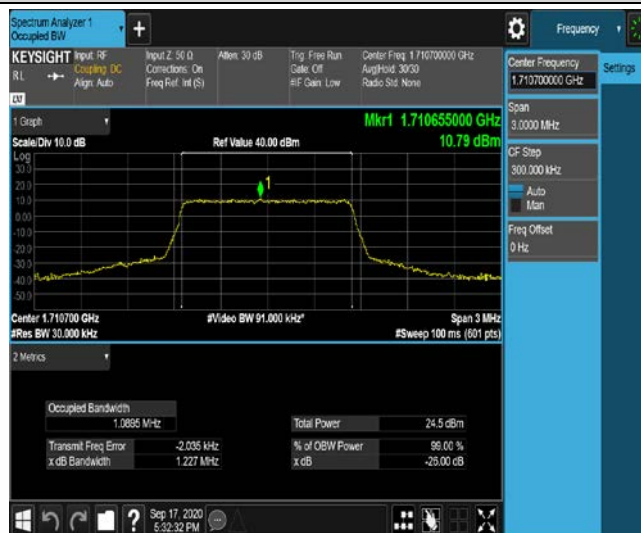 Spectrum Analyzer 1
Occupied BW
+
Frequency
KEYSIGHT
RL
Input: RF
Coupling: DC
Align: Auto
Input Z: 50 Ω
Corrections: On
Freq Ref: Int (S)
Atten: 30 dB
Trig: Free Run
Gate: Off
#IF Gain: Low
Center Freq: 1.710700000 GHz
Avg|Hold: 30/30
Radio Std: None
Center Frequency
1.710700000 GHz
Settings
Span
3.0000 MHz
CF Step
300.000 kHz
Auto
Man
Freq Offset
0 Hz
1 Graph
Mkr1 1.710655000 GHz
Scale/Div 10.0 dB
Ref Value 40.00 dBm
10.79 dBm
Log
30.0
20.0
10.0
0.00
-10.0
-20.0
-30.0
-40.0
-50.0
1
Center 1.710700 GHz
#Video BW 91.000 kHz*
Span 3 MHz
#Res BW 30.000 kHz
#Sweep 100 ms (601 pts)
2 Metrics
Occupied Bandwidth
1.0895 MHz
Total Power
24.5 dBm
Transmit Freq Error
-2.035 kHz
% of OBW Power
99.00 %
x dB Bandwidth
1.227 MHz
x dB
-26.00 dB
?
Sep 17, 2020
5:32:32 PM